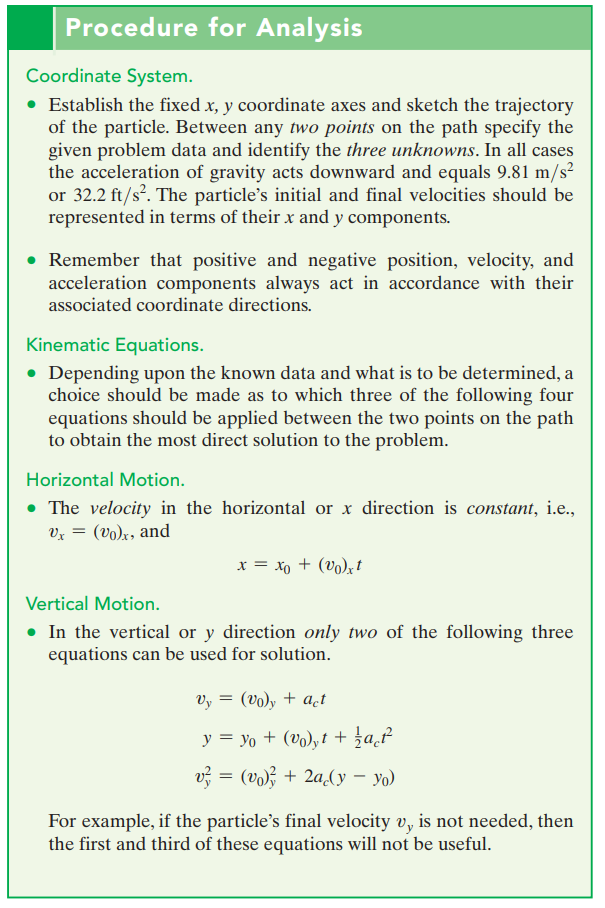 Procedure for Analysis
Coordinate System.
• Establish the fixed x, y coordinate axes and sketch the trajectory
of the particle. Between any two points on the path specify the
given problem data and identify the three unknowns. In all cases
the acceleration of gravity acts downward and equals 9.81 m/s²
or 32.2 ft/s². The particle's initial and final velocities should be
represented in terms of their x and y components.
• Remember that positive and negative position, velocity, and
acceleration components always act in accordance with their
associated coordinate directions.
Kinematic Equations.
• Depending upon the known data and what is to be determined, a
choice should be made as to which three of the following four
equations should be applied between the two points on the path
to obtain the most direct solution to the problem.
Horizontal Motion.
• The velocity in the horizontal or x direction is constant, i.e.,
vₓ = (v₀)ₓ, and
x = x₀ + (v₀)ₓt
Vertical Motion.
• In the vertical or y direction only two of the following three
equations can be used for solution.
v_y = (v₀)_y + a_c t
y = y₀ + (v₀)_y t + ½a_c t²
v_y² = (v₀)_y² + 2a_c(y − y₀)
For example, if the particle's final velocity v_y is not needed, then
the first and third of these equations will not be useful.